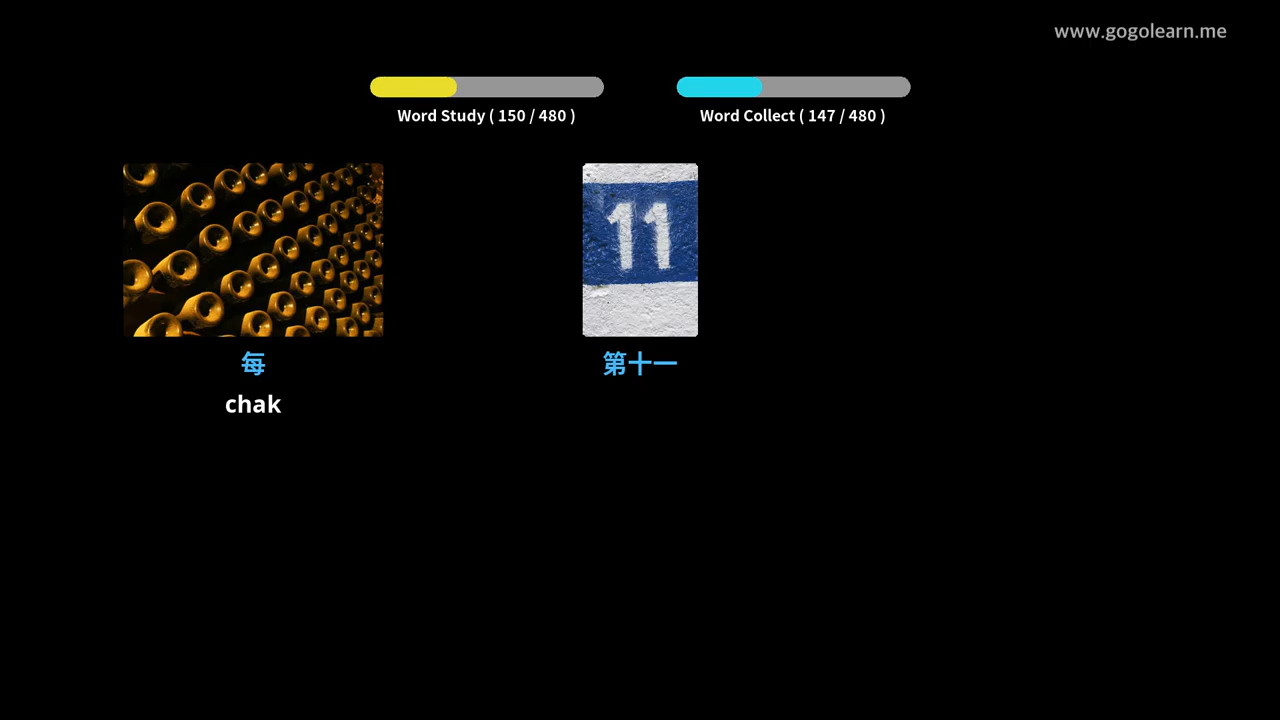 www.gogolearn.me
Word Study ( 150 / 480 )
Word Collect ( 147 / 480 )
11
每
第十一
chak